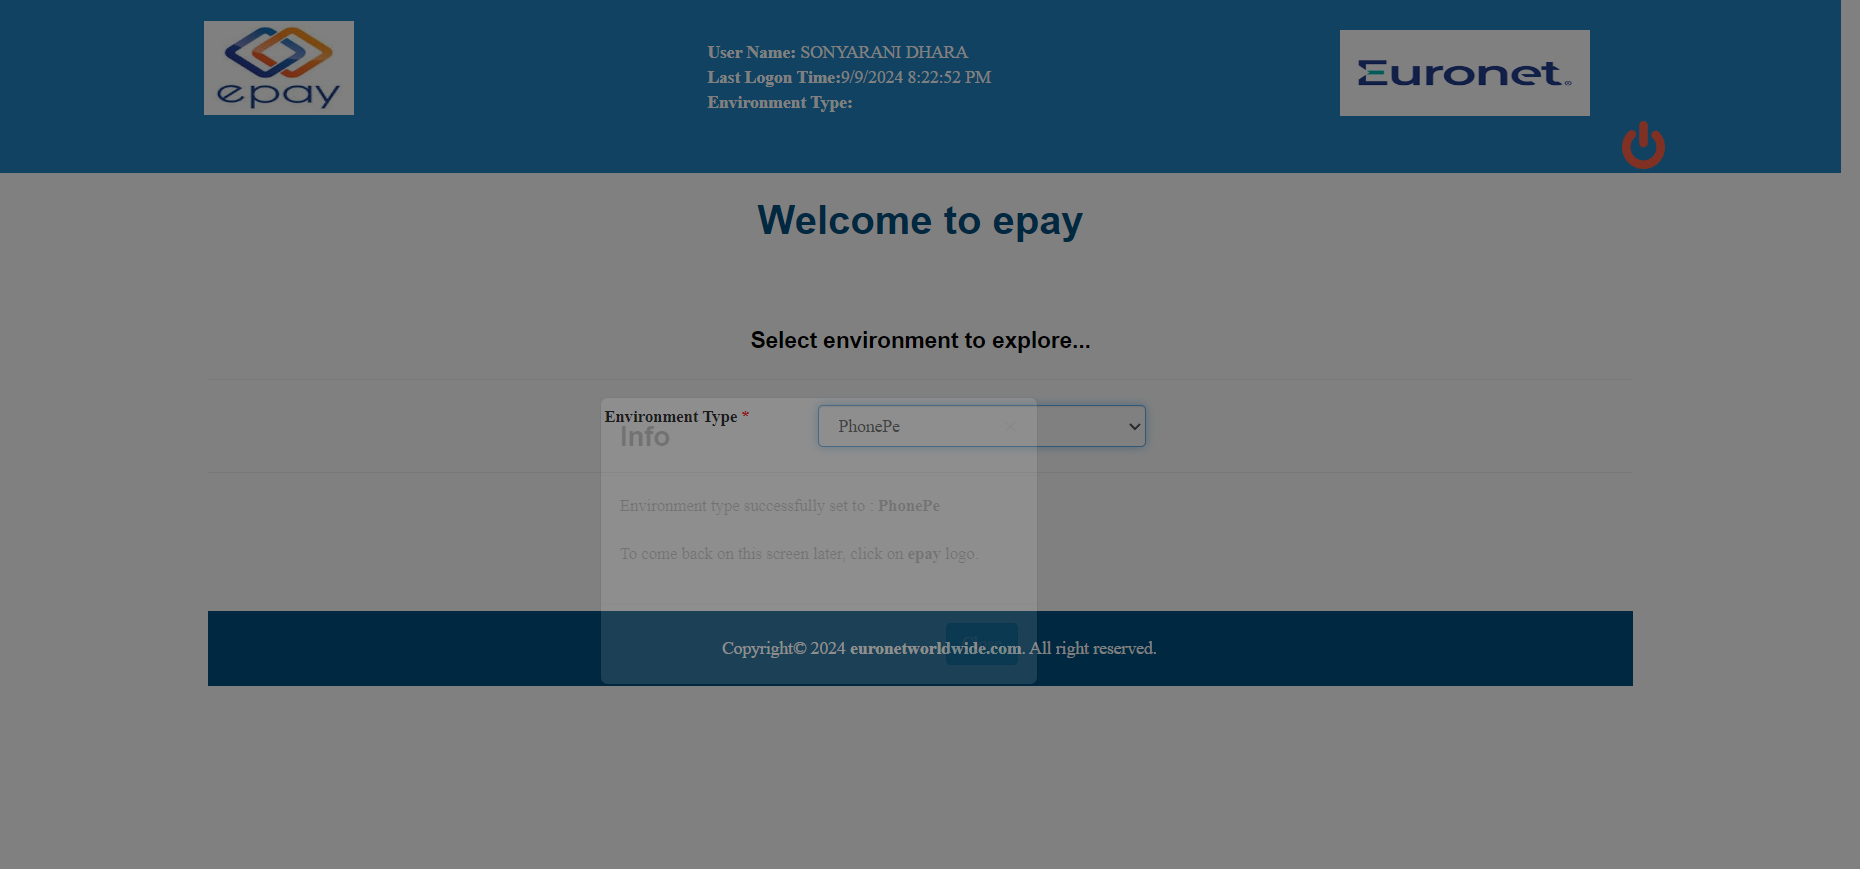 epay
User Name: SONYARANI DHARA
Last Logon Time:9/9/2024 8:22:52 PM
Environment Type:
Euronet®
Welcome to epay
Select environment to explore...
Environment Type *
PhonePe
Info
×
Environment type successfully set to : PhonePe
To come back on this screen later, click on epay logo.
Copyright© 2024 euronetworldwide.com. All right reserved.